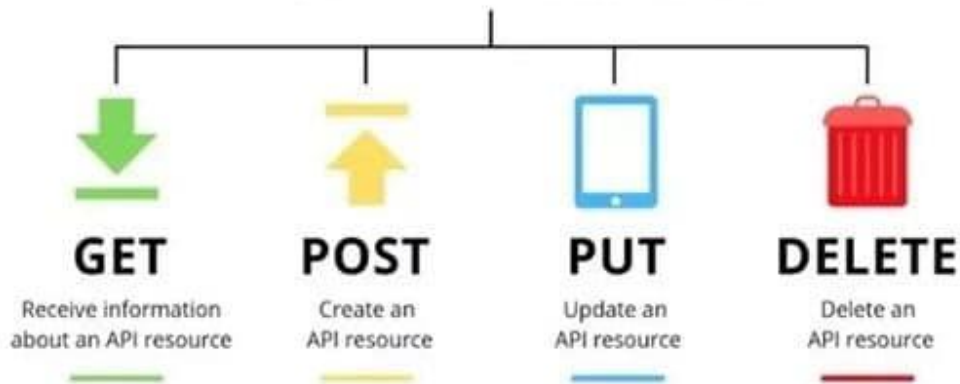 GET
Receive information
about an API resource
POST
Create an
API resource
PUT
Update an
API resource
DELETE
Delete an
API resource